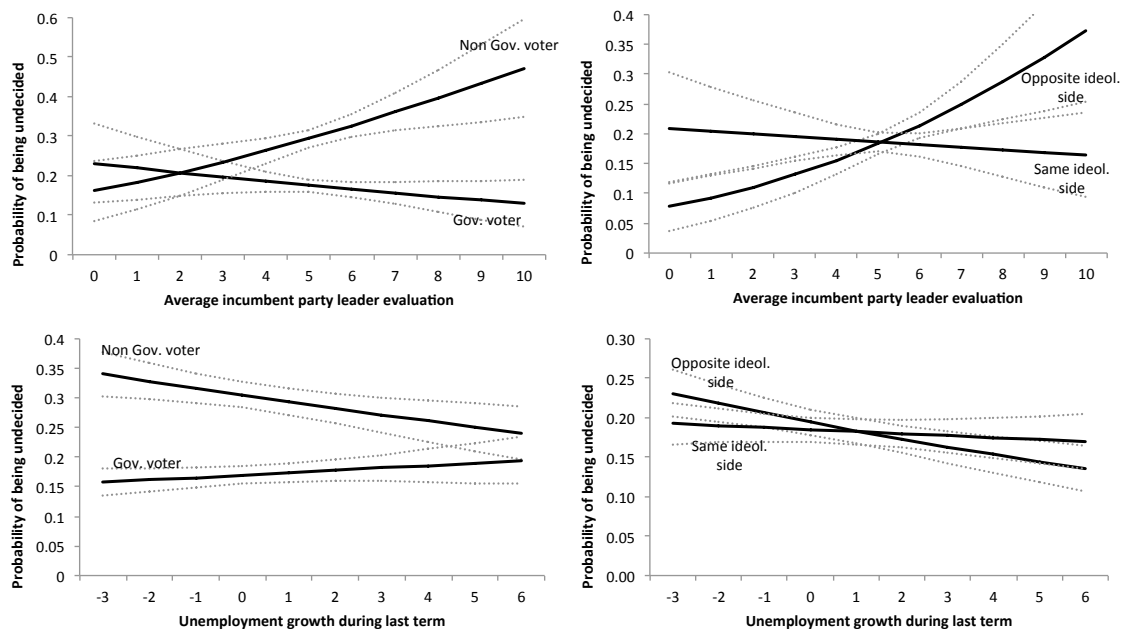 Probability of being undecided
0.6
0.5
0.4
0.3
0.2
0.1
0
Non Gov. voter
Gov. voter
0 1 2 3 4 5 6 7 8 9 10
Average incumbent party leader evaluation
Probability of being undecided
0.4
0.35
0.3
0.25
0.2
0.15
0.1
0.05
0
Opposite ideol.
side
Same ideol.
side
0 1 2 3 4 5 6 7 8 9 10
Average incumbent party leader evaluation
Probability of being undecided
0.4
0.35
0.3
0.25
0.2
0.15
0.1
0.05
0
Non Gov. voter
Gov. voter
-3 -2 -1 0 1 2 3 4 5 6
Unemployment growth during last term
Probability of being undecided
0.30
0.25
0.20
0.15
0.10
0.05
0.00
Opposite ideol.
side
Same ideol.
side
-3 -2 -1 0 1 2 3 4 5 6
Unemployment growth during last term